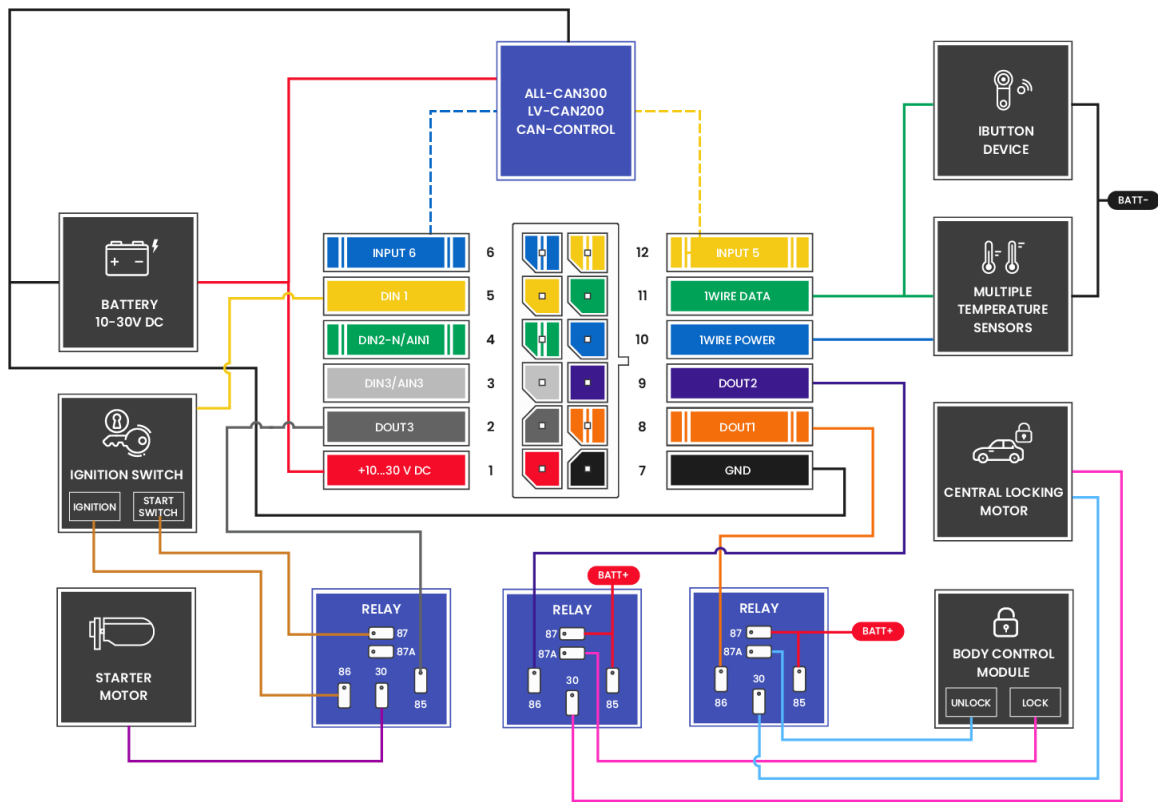 ALL-CAN300
LV-CAN200
CAN-CONTROL
IBUTTON
DEVICE
BATT-
BATTERY
10-30V DC
MULTIPLE
TEMPERATURE
SENSORS
INPUT 6
6
12
INPUT 5
DIN 1
5
11
1WIRE DATA
DIN2-N/AIN1
4
10
1WIRE POWER
DIN3/AIN3
3
9
DOUT2
DOUT3
2
8
DOUT1
+10...30 V DC
1
7
GND
IGNITION SWITCH
IGNITION
START
SWITCH
CENTRAL LOCKING
MOTOR
STARTER
MOTOR
RELAY
87
87A
86
30
85
BATT+
RELAY
87
87A
30
86
85
RELAY
87
87A
30
86
85
BATT+
BODY CONTROL
MODULE
UNLOCK
LOCK